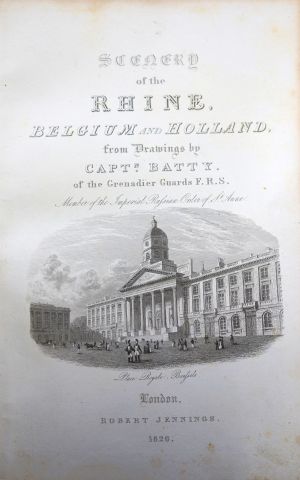 SCENERY
of the
RHINE,
BELGIUM AND HOLLAND,
from Drawings by
CAPTN. BATTY.
of the Grenadier Guards F.R.S.
Member of the Imperial Russian Order of St. Anne
Place Royale, Brussels
London.
ROBERT JENNINGS.
1826.